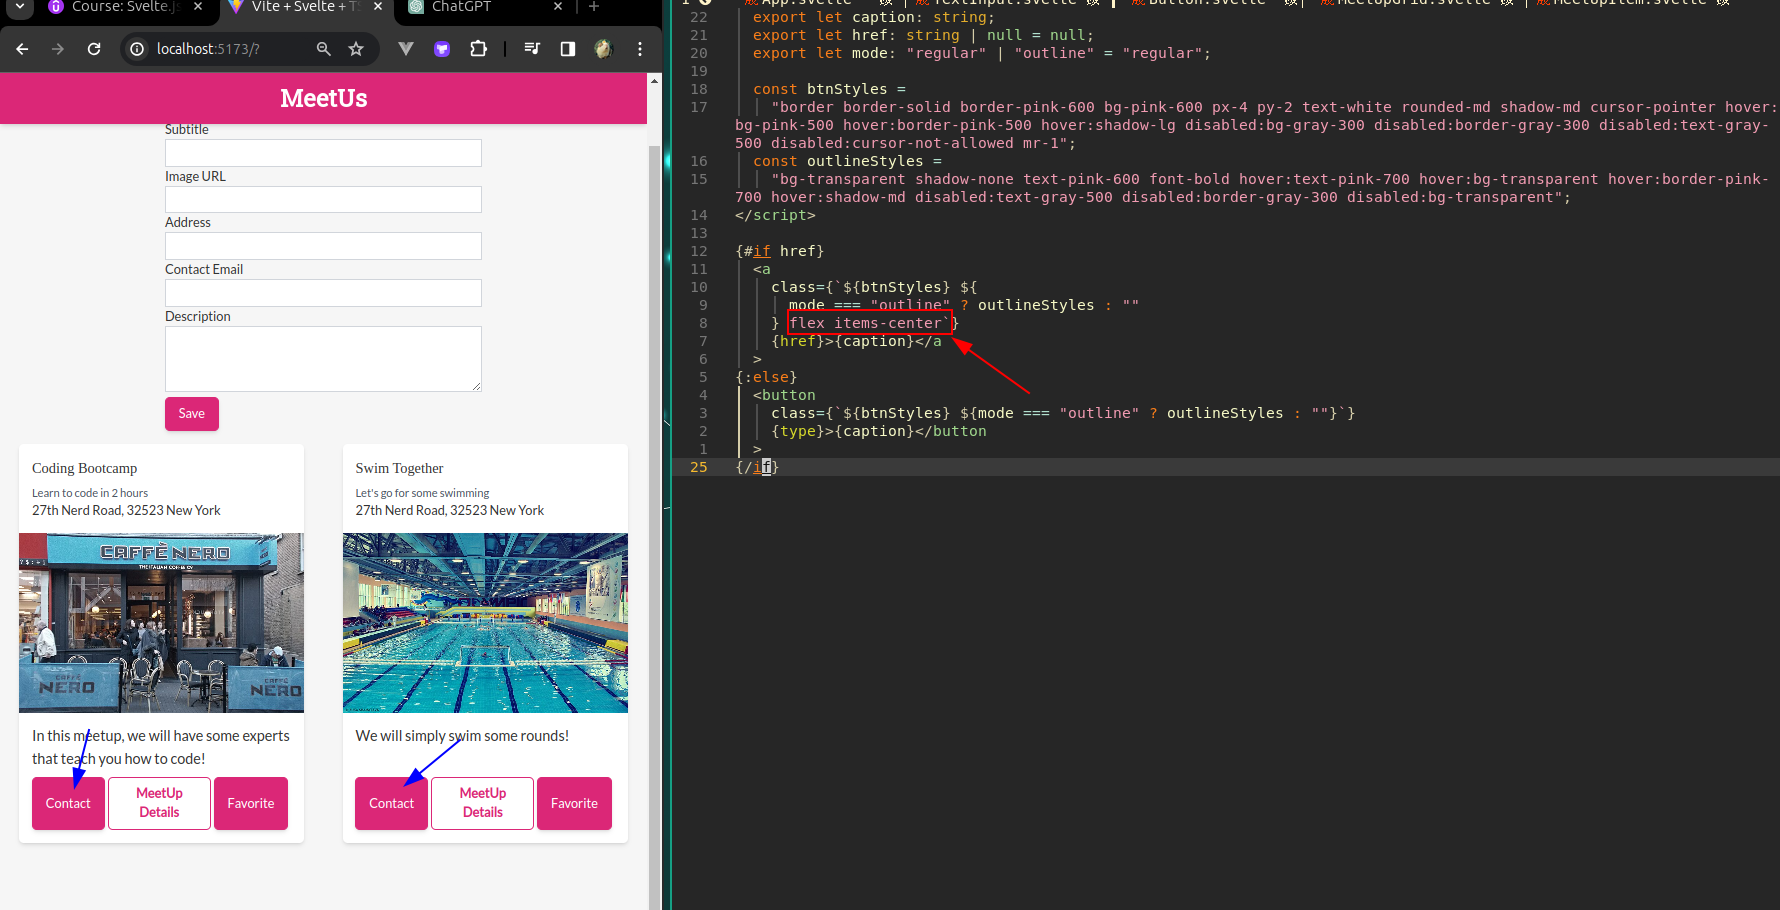 Course: Svelte.js
Vite + Svelte + TS
ChatGPT
localhost:5173/?
MeetUs
Subtitle
Image URL
Address
Contact Email
Description
Save
Coding Bootcamp
Learn to code in 2 hours
27th Nerd Road, 32523 New York
CAFFÈ NERO
THE ITALIAN COFFEE Co
CAFFÈ
NERO
CAFFÈ
NERO
In this meetup, we will have some experts
that teach you how to code!
Contact
MeetUp
Details
Favorite
Swim Together
Let's go for some swimming
27th Nerd Road, 32523 New York
We will simply swim some rounds!
Contact
MeetUp
Details
Favorite
1 App.svelte | TextInput.svelte | Button.svelte | MeetupGrid.svelte | MeetupItem.svelte
22 export let caption: string;
21 export let href: string | null = null;
20 export let mode: "regular" | "outline" = "regular";
19
18 const btnStyles =
17 "border border-solid border-pink-600 bg-pink-600 px-4 py-2 text-white rounded-md shadow-md cursor-pointer hover:
bg-pink-500 hover:border-pink-500 hover:shadow-lg disabled:bg-gray-300 disabled:border-gray-300 disabled:text-gray-
500 disabled:cursor-not-allowed mr-1";
16 const outlineStyles =
15 "bg-transparent shadow-none text-pink-600 font-bold hover:text-pink-700 hover:bg-transparent hover:border-pink-
700 hover:shadow-md disabled:text-gray-500 disabled:border-gray-300 disabled:bg-transparent";
14 </script>
13
12 {#if href}
11 <a
10 class={`${btnStyles} ${
9 mode === "outline" ? outlineStyles : ""
8 } flex items-center`}
7 {href}>{caption}</a
6 >
5 {:else}
4 <button
3 class={`${btnStyles} ${mode === "outline" ? outlineStyles : ""}`}
2 {type}>{caption}</button
1 >
25 {/if}